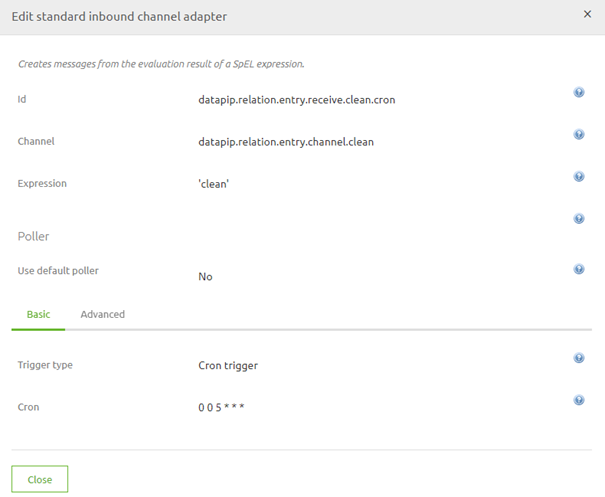 Edit standard inbound channel adapter ×
Creates messages from the evaluation result of a SpEL expression.
Id datapip.relation.entry.receive.clean.cron
Channel datapip.relation.entry.channel.clean
Expression 'clean'
Poller
Use default poller No
Basic Advanced
Trigger type Cron trigger
Cron 0 0 5 * * *
Close